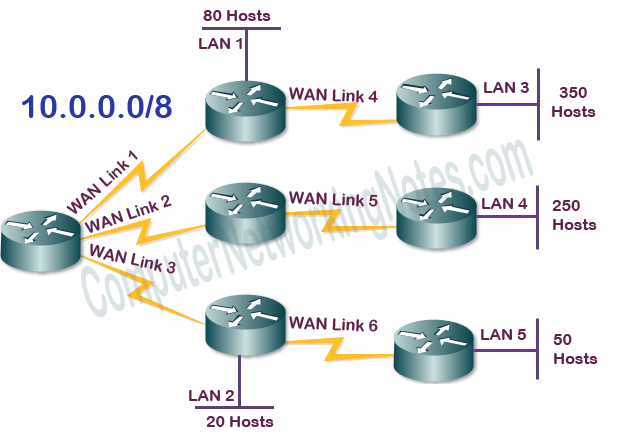 80 Hosts
LAN 1
10.0.0.0/8
WAN Link 4
LAN 3
350
Hosts
WAN Link 1
WAN Link 2
WAN Link 5
LAN 4
250
Hosts
WAN Link 3
ComputerNetworkingNotes.com
WAN Link 6
LAN 5
50
Hosts
LAN 2
20 Hosts